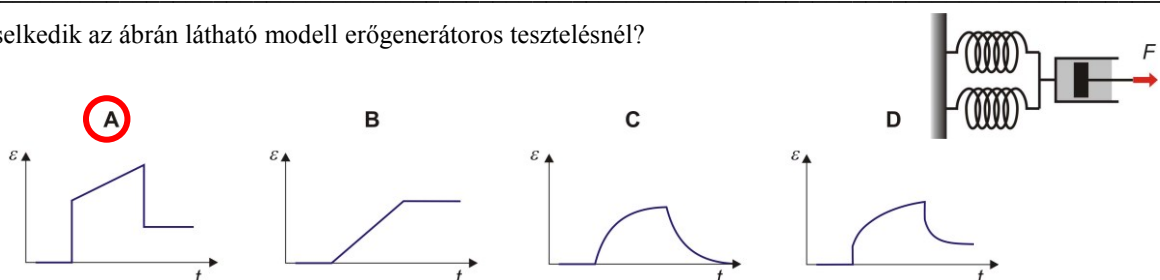 selkedik az ábrán látható modell erőgenerátoros tesztelésnél?
F
A B C D
ε ε ε ε
t t t t